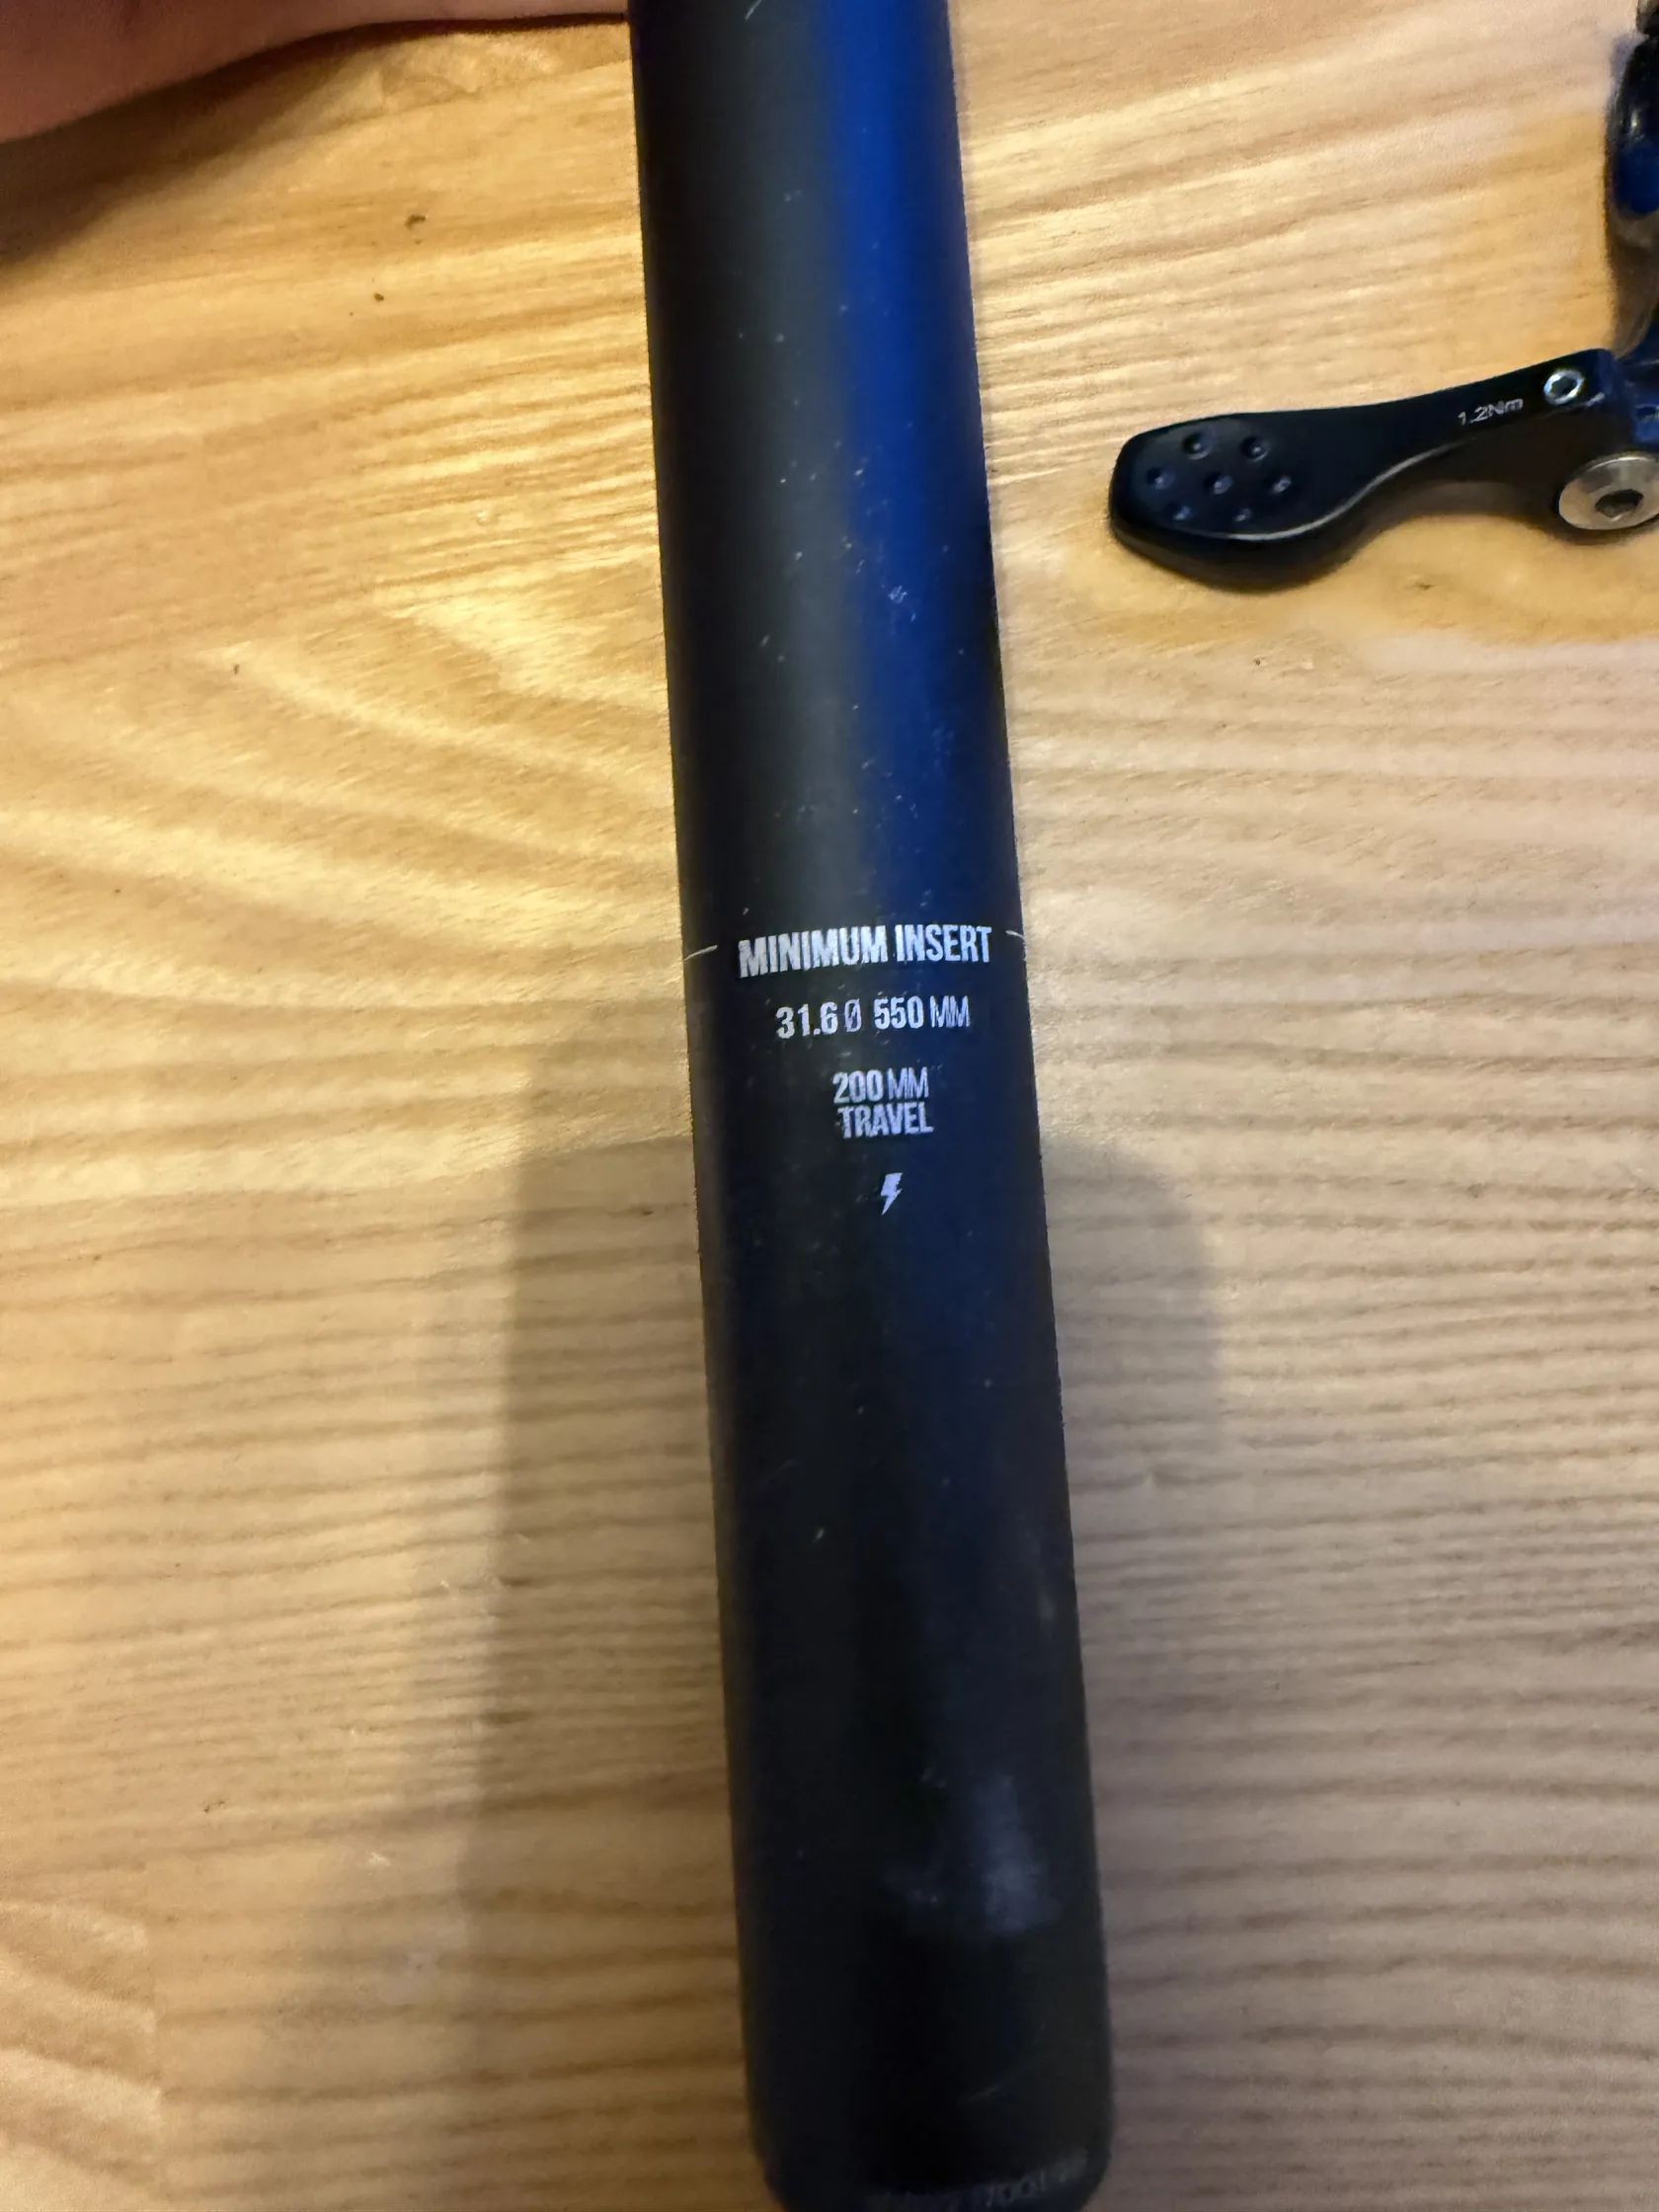 1.2Nm
MINIMUM INSERT
31.6 Ø 550 MM
200 MM
TRAVEL